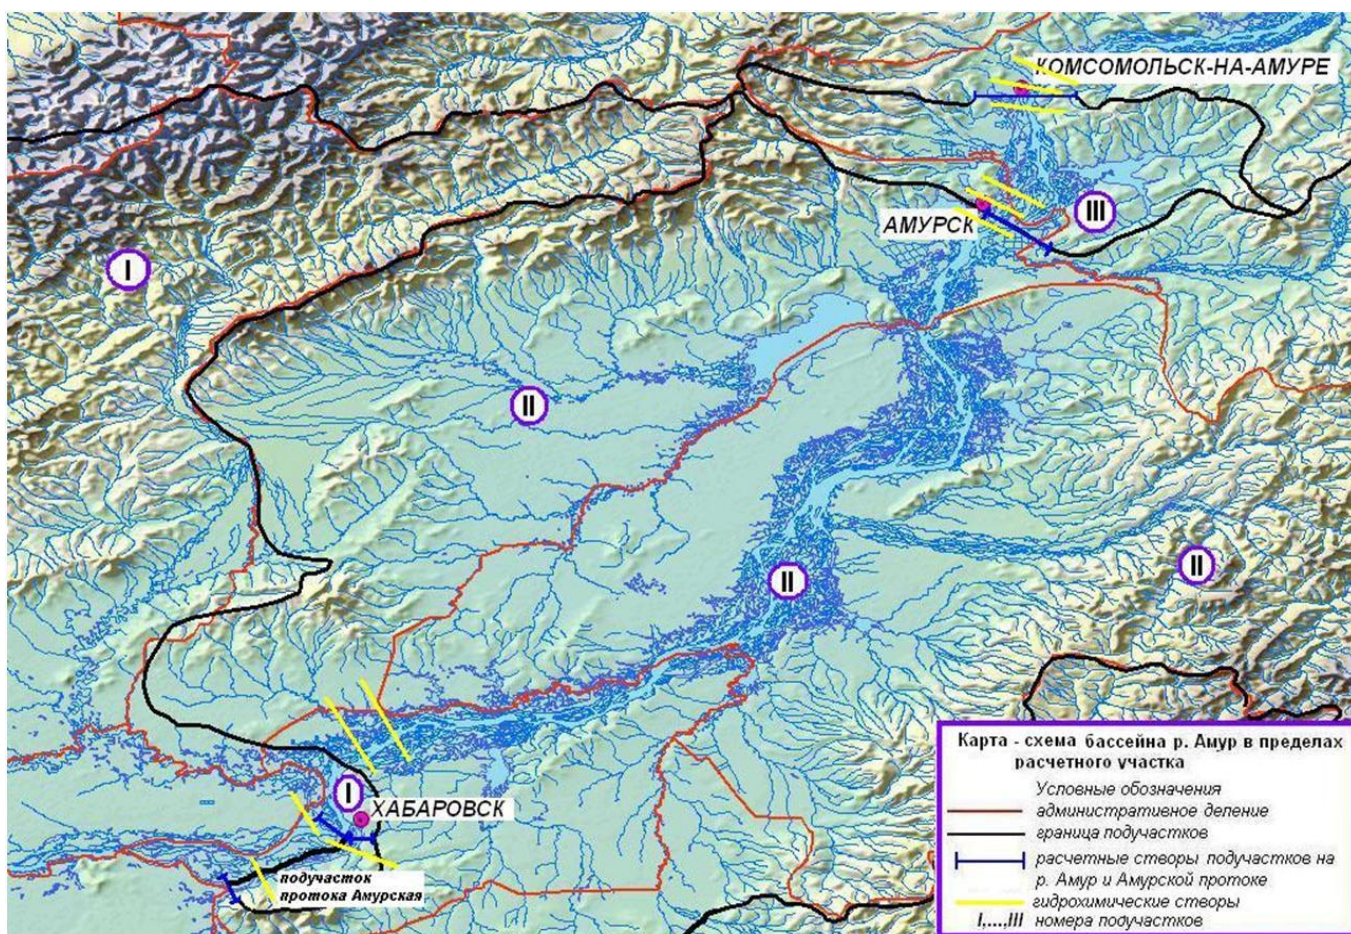 КОМСОМОЛЬСК-НА-АМУРЕ
III
АМУРСК
I
II
II
II
I
ХАБАРОВСК
подучасток
протока Амурская
Карта - схема бассейна р. Амур в пределах
расчетного участка
Условные обозначения
административное деление
граница подучастков
расчетные створы подучастков на
р. Амур и Амурской протоке
гидрохимические створы
I,...,III номера подучастков